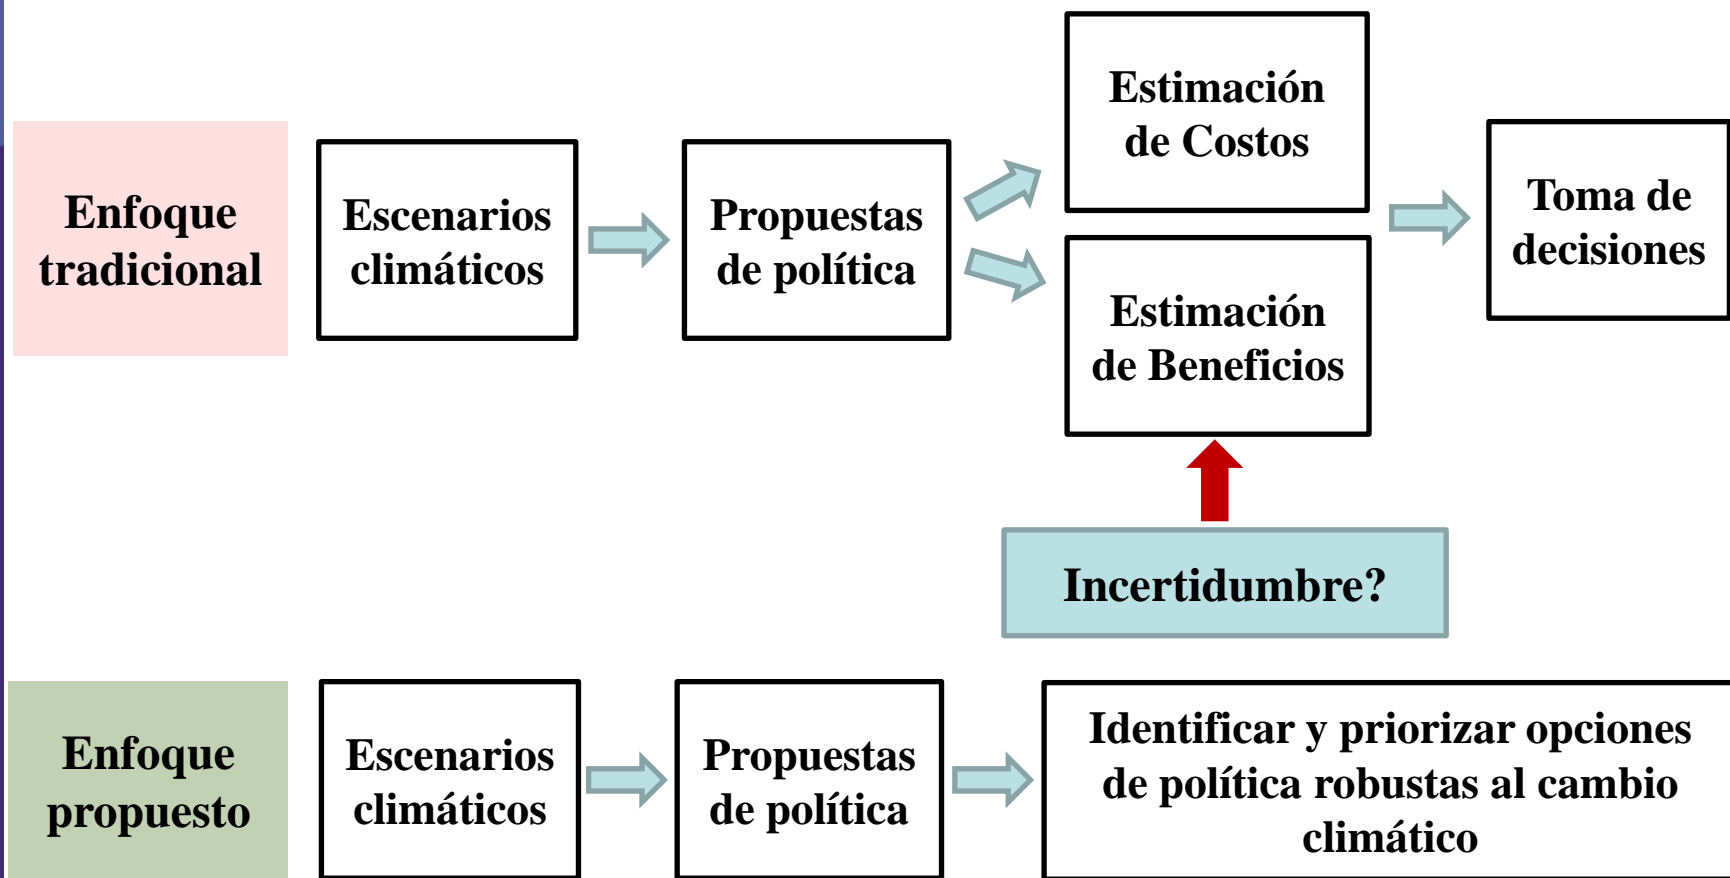 Enfoque
tradicional
Escenarios
climáticos
Propuestas
de política
Estimación
de Costos
Estimación
de Beneficios
Toma de
decisiones
Incertidumbre?
Enfoque
propuesto
Escenarios
climáticos
Propuestas
de política
Identificar y priorizar opciones
de política robustas al cambio
climático